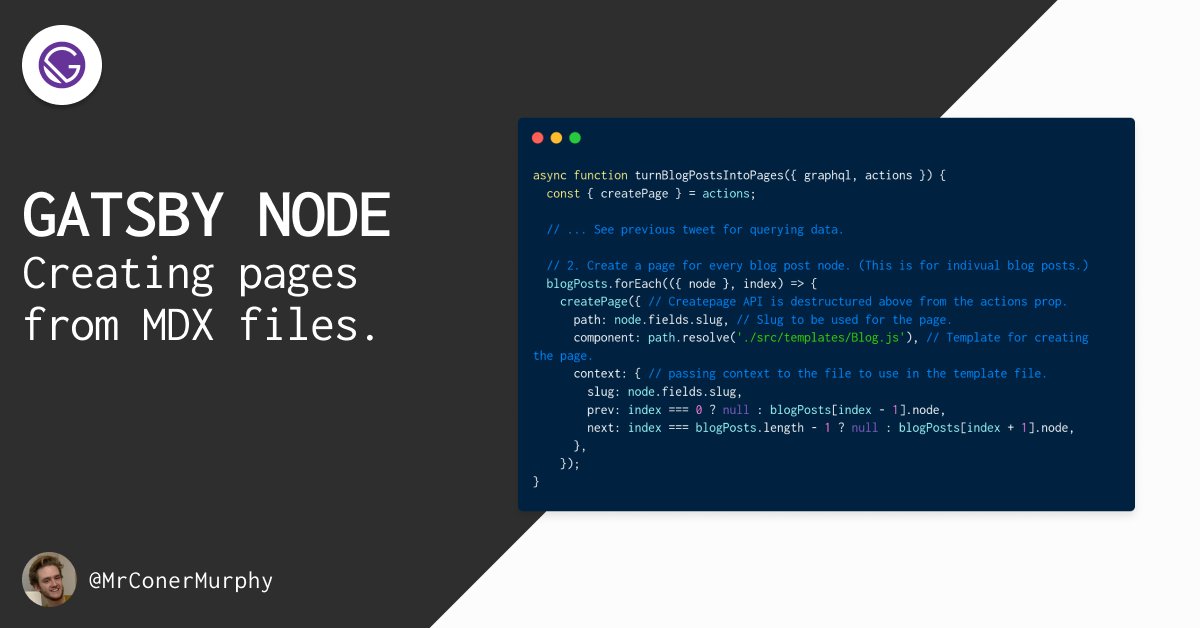 GATSBY NODE
Creating pages
from MDX files.
async function turnBlogPostsIntoPages({ graphql, actions }) {
  const { createPage } = actions;
  // ... See previous tweet for querying data.
  // 2. Create a page for every blog post node. (This is for indivual blog posts.)
  blogPosts.forEach(({ node }, index) => {
    createPage({ // Createpage API is destructured above from the actions prop.
      path: node.fields.slug, // Slug to be used for the page.
      component: path.resolve('./src/templates/Blog.js'), // Template for creating
the page.
      context: { // passing context to the file to use in the template file.
        slug: node.fields.slug,
        prev: index === 0 ? null : blogPosts[index - 1].node,
        next: index === blogPosts.length - 1 ? null : blogPosts[index + 1].node,
      },
    });
}
@MrConerMurphy